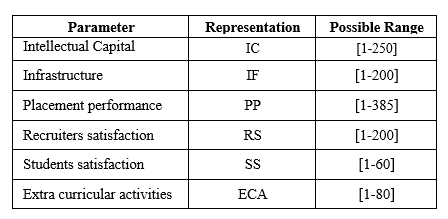 Parameter Representation Possible Range
Intellectual Capital IC [1-250]
Infrastructure IF [1-200]
Placement performance PP [1-385]
Recruiters satisfaction RS [1-200]
Students satisfaction SS [1-60]
Extra curricular activities ECA [1-80]